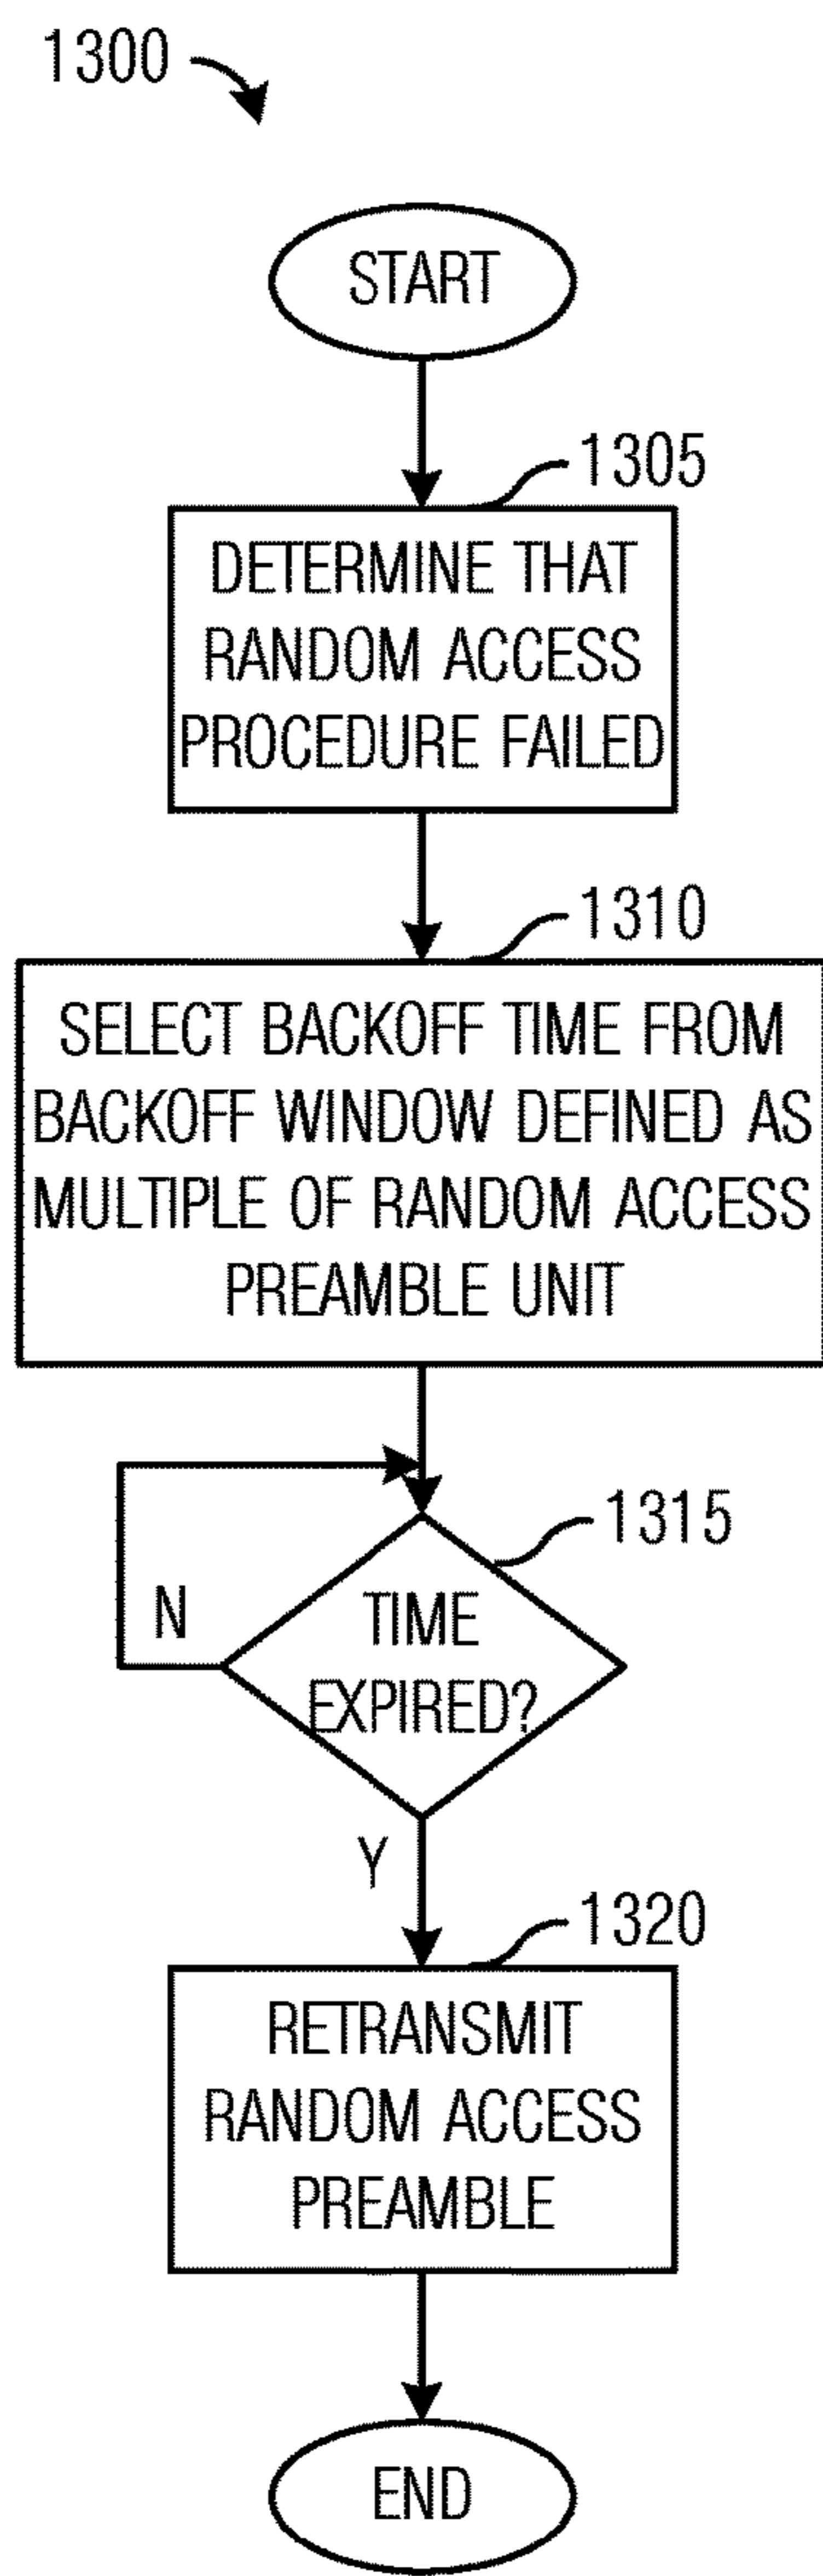 1300
START
1305
DETERMINE THAT
RANDOM ACCESS
PROCEDURE FAILED
1310
SELECT BACKOFF TIME FROM
BACKOFF WINDOW DEFINED AS
MULTIPLE OF RANDOM ACCESS
PREAMBLE UNIT
1315
TIME
EXPIRED?
N
Y
1320
RETRANSMIT
RANDOM ACCESS
PREAMBLE
END